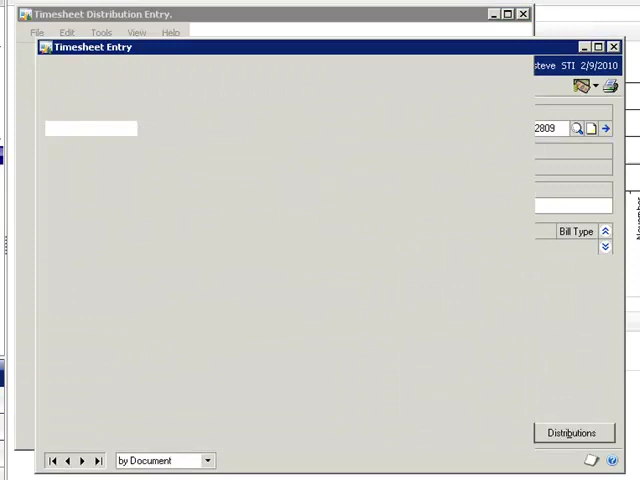 Timesheet Distribution Entry.
File Edit Tools View Help
Timesheet Entry
steve STI 2/9/2010
2809
Bill Type
November
Distributions
by Document